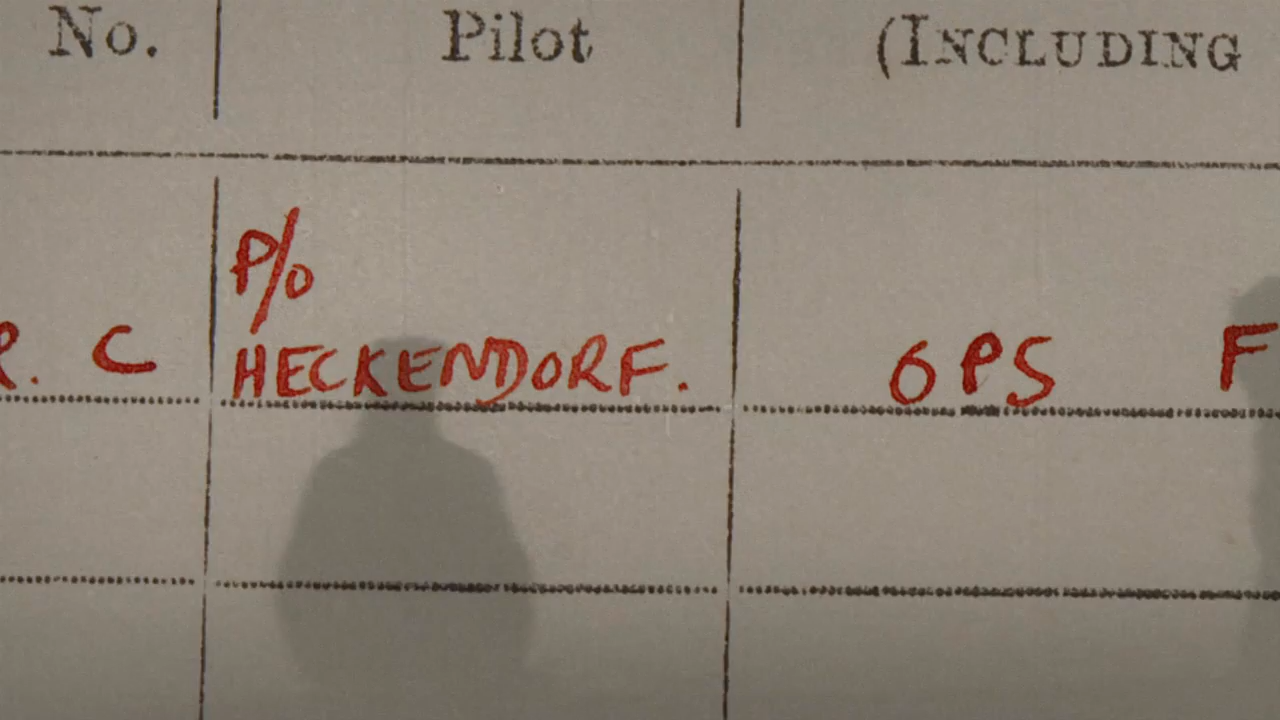 No. Pilot (INCLUDING
P/O
R. C HECKENDORF. OPS F